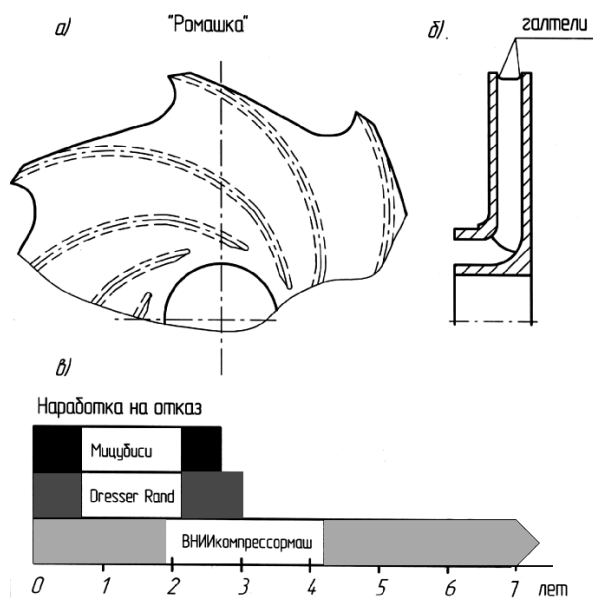 а)
"Ромашка"
б)
галтели
в)
Наработка на отказ
Мицубиси
Dresser Rand
ВНИИкомпрессормаш
0 1 2 3 4 5 6 7 лет